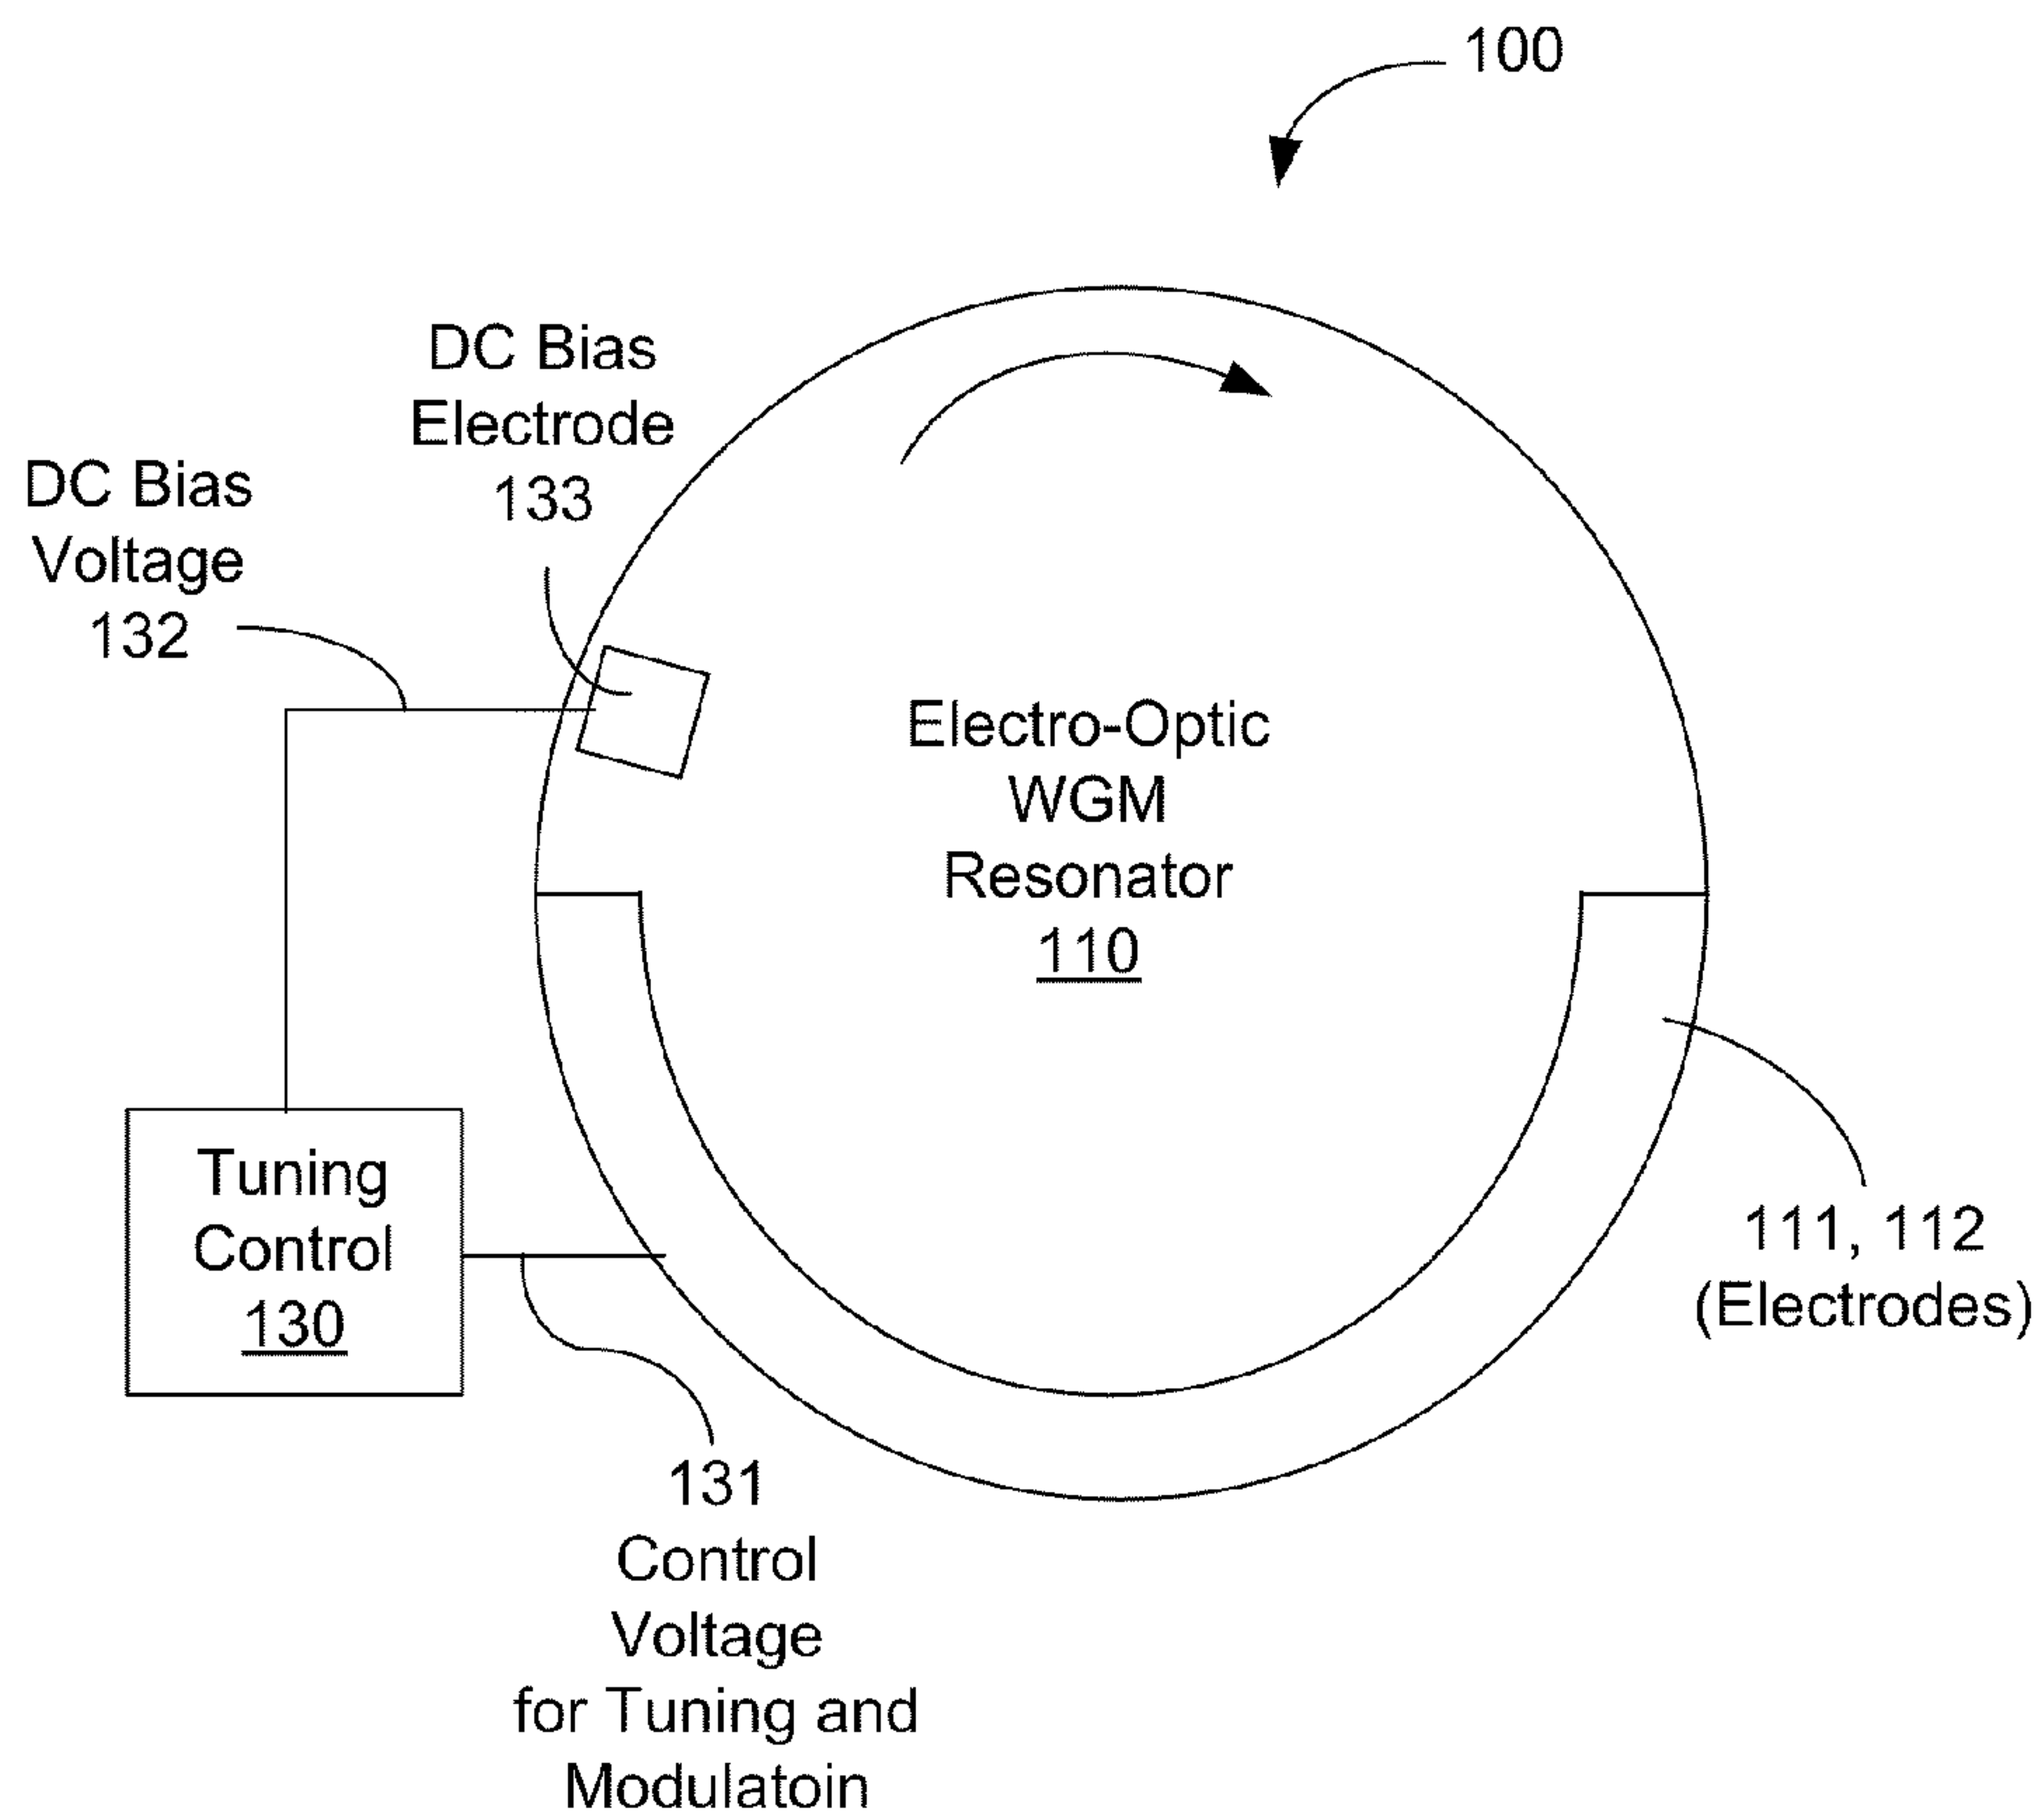 100
DC Bias
Electrode
133
DC Bias
Voltage
132
Electro-Optic
WGM
Resonator
110
Tuning
Control
130
111, 112
(Electrodes)
131
Control
Voltage
for Tuning and
Modulatoin